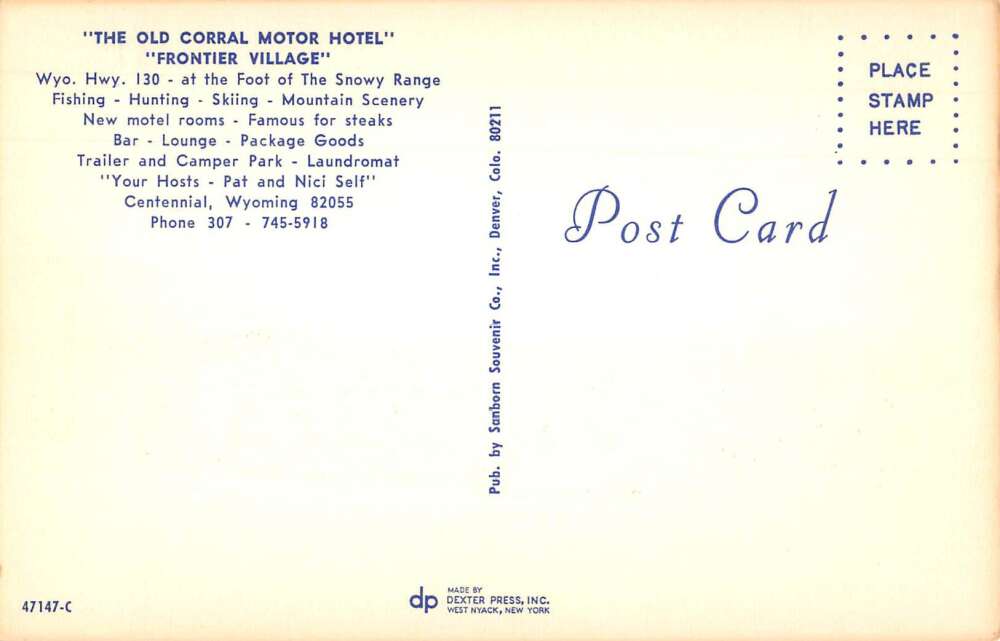 "THE OLD CORRAL MOTOR HOTEL"
"FRONTIER VILLAGE"
Wyo. Hwy. 130 - at the Foot of The Snowy Range
Fishing - Hunting - Skiing - Mountain Scenery
New motel rooms - Famous for steaks
Bar - Lounge - Package Goods
Trailer and Camper Park - Laundromat
"Your Hosts - Pat and Nici Self"
Centennial, Wyoming 82055
Phone 307 - 745-5918
Pub. by Sanborn Souvenir Co., Inc., Denver, Colo. 80211
PLACE
STAMP
HERE
Post Card
47147-C
dp
MADE BY
DEXTER PRESS, INC.
WEST NYACK, NEW YORK